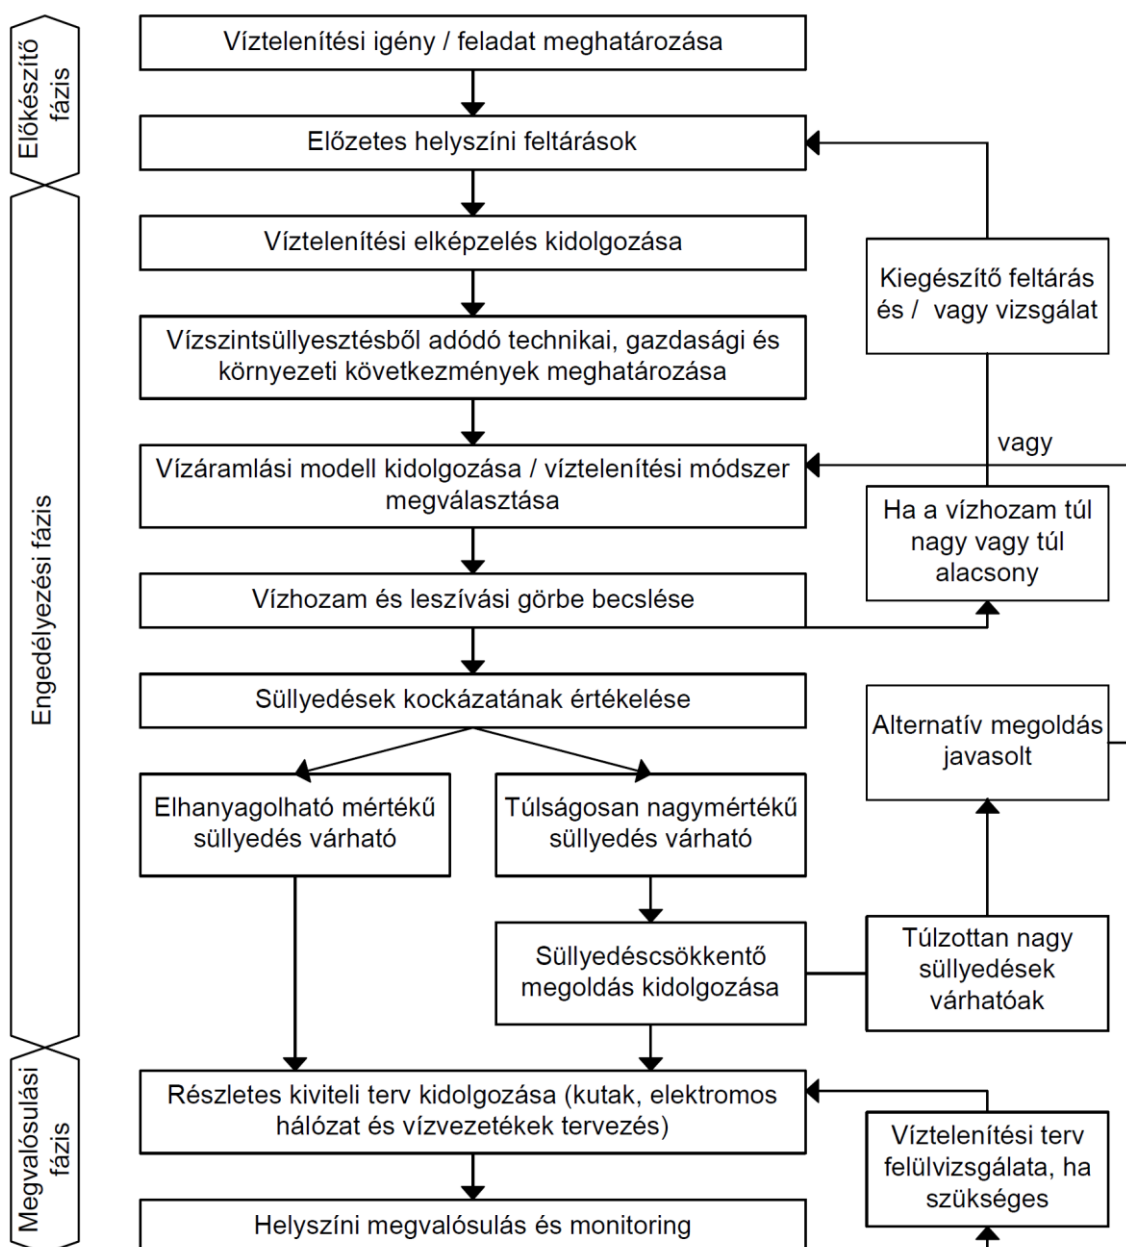 Előkészítő
fázis
Víztelenítési igény / feladat meghatározása
Előzetes helyszíni feltárások
Engedélyezési fázis
Víztelenítési elképzelés kidolgozása
Kiegészítő feltárás
és / vagy vizsgálat
Vízszintsüllyesztésből adódó technikai, gazdasági és
környezeti következmények meghatározása
vagy
Vízáramlási modell kidolgozása / víztelenítési módszer
megválasztása
Ha a vízhozam túl
nagy vagy túl
alacsony
Vízhozam és leszívási görbe becslése
Süllyedések kockázatának értékelése
Alternatív megoldás
javasolt
Elhanyagolható mértékű
süllyedés várható
Túlságosan nagymértékű
süllyedés várható
Süllyedéscsökkentő
megoldás kidolgozása
Túlzottan nagy
süllyedések
várhatóak
Megvalósulási
fázis
Részletes kiviteli terv kidolgozása (kutak, elektromos
hálózat és vízvezetékek tervezés)
Víztelenítési terv
felülvizsgálata, ha
szükséges
Helyszíni megvalósulás és monitoring